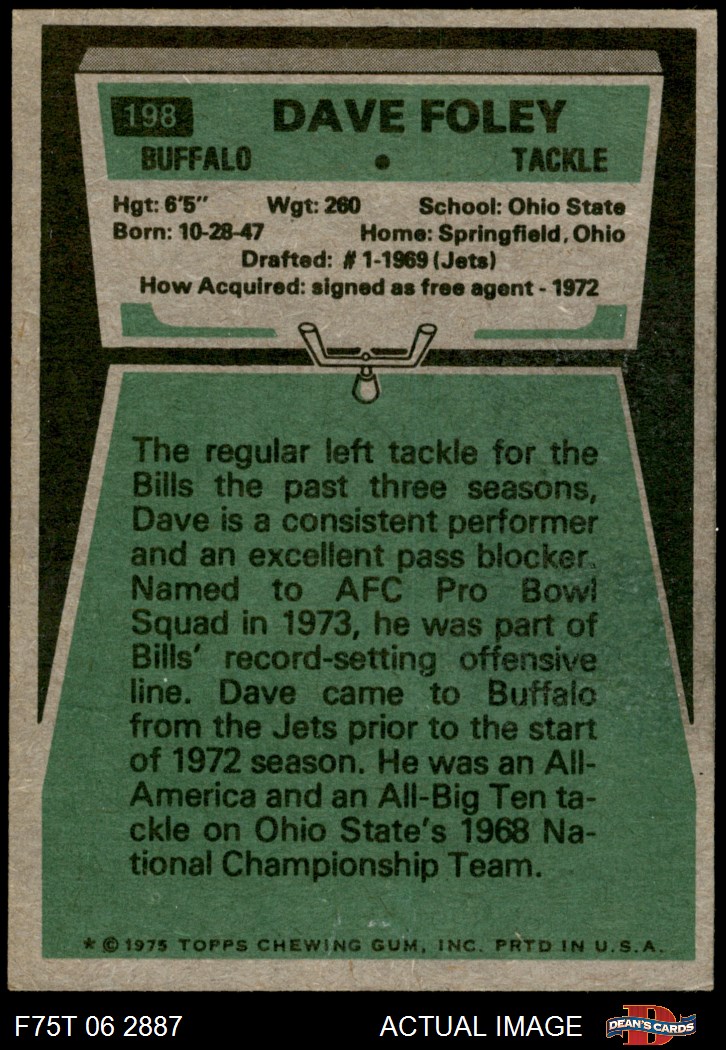 198 DAVE FOLEY
BUFFALO • TACKLE
Hgt: 6'5" Wgt: 260 School: Ohio State
Born: 10-28-47 Home: Springfield, Ohio
Drafted: # 1-1969 (Jets)
How Acquired: signed as free agent - 1972
The regular left tackle for the
Bills the past three seasons,
Dave is a consistent performer
and an excellent pass blocker.
Named to AFC Pro Bowl
Squad in 1973, he was part of
Bills' record-setting offensive
line. Dave came to Buffalo
from the Jets prior to the start
of 1972 season. He was an All-
America and an All-Big Ten ta-
ckle on Ohio State's 1968 Na-
tional Championship Team.
* © 1975 TOPPS CHEWING GUM, INC. PRTD IN U.S.A.
F75T 06 2887 ACTUAL IMAGE D DEAN'S CARDS